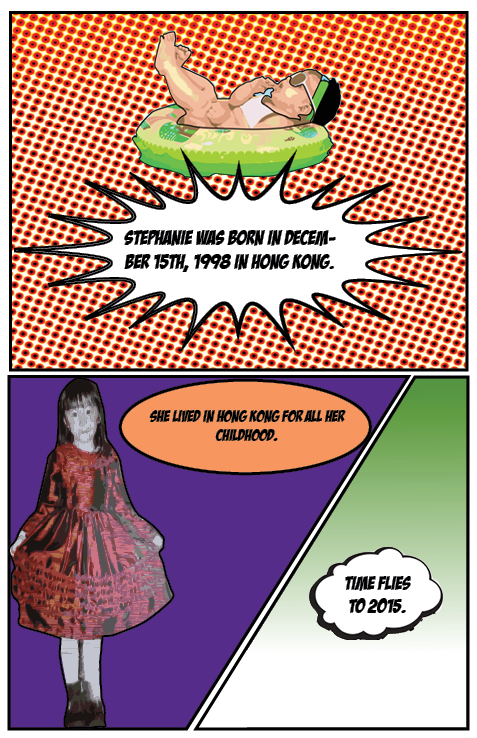 STEPHANIE WAS BORN IN DECEM-
BER 15TH, 1998 IN HONG KONG.
SHE LIVED IN HONG KONG FOR ALL HER
CHILDHOOD.
TIME FLIES
TO 2015.